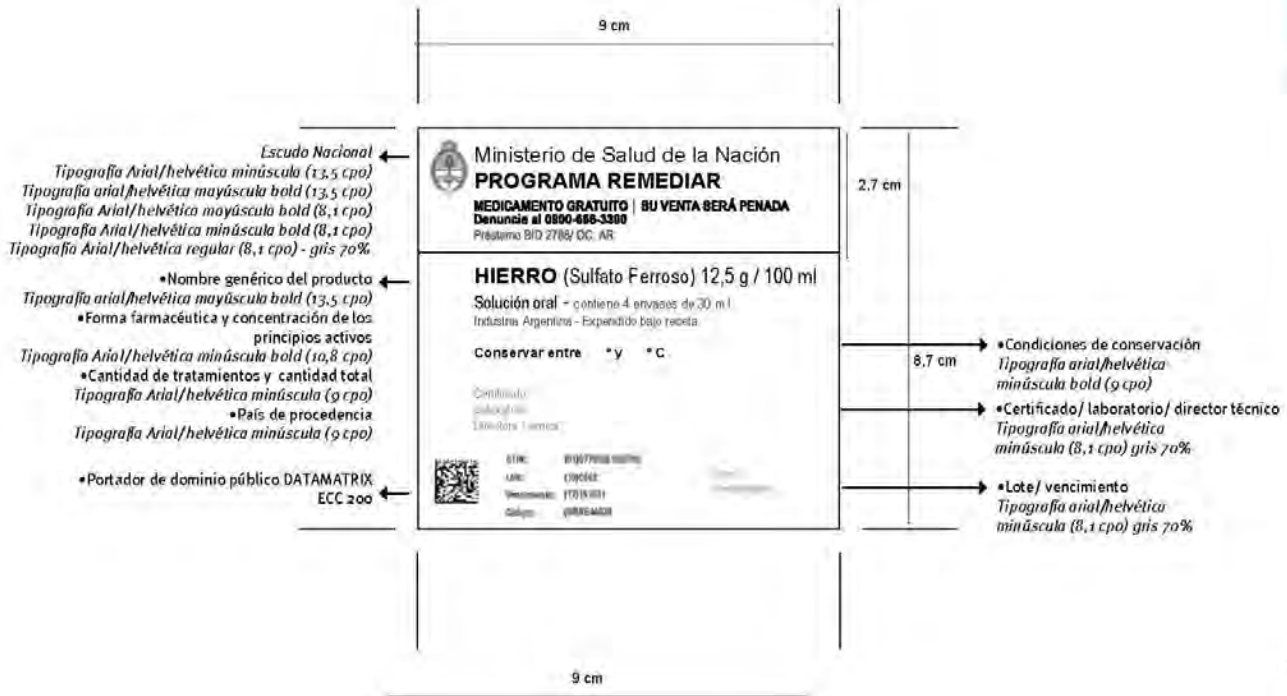 9 cm
Escudo Nacional
Tipografía Arial/helvética minúscula (13,5 cpo)
Tipografía arial/helvética mayúscula bold (13,5 cpo)
Tipografía Arial/helvética mayúscula bold (8,1 cpo)
Tipografía Arial/helvética minúscula bold (8,1 cpo)
Tipografía Arial/helvética regular (8,1 cpo) - gris 70%
•Nombre genérico del producto
Tipografía arial/helvética mayúscula bold (13,5 cpo)
•Forma farmacéutica y concentración de los
principios activos
Tipografía Arial/helvética minúscula bold (10,8 cpo)
•Cantidad de tratamientos y cantidad total
Tipografía Arial/helvética minúscula (9 cpo)
•País de procedencia
Tipografía Arial/helvética minúscula (9 cpo)
•Portador de dominio público DATAMATRIX
ECC 200
Ministerio de Salud de la Nación
PROGRAMA REMEDIAR
MEDICAMENTO GRATUITO | SU VENTA SERÁ PENADA
Denuncie al 0800-666-3300
Préstamo BID 2788/ OC. AR
HIERRO (Sulfato Ferroso) 12,5 g / 100 ml
Solución oral - contiene 4 envases de 30 ml
Industria Argentina - Expendido bajo receta
Conservar entre ° y ° C
Certificado
Laboratorio
Directora Técnica
GTIN:
Vencimiento:
Código:
2,7 cm
8,7 cm
•Condiciones de conservación
Tipografía arial/helvética
minúscula bold (9 cpo)
•Certificado/ laboratorio/ director técnico
Tipografía arial/helvética
minúscula (8,1 cpo) gris 70%
•Lote/ vencimiento
Tipografía arial/helvética
minúscula (8,1 cpo) gris 70%
9 cm